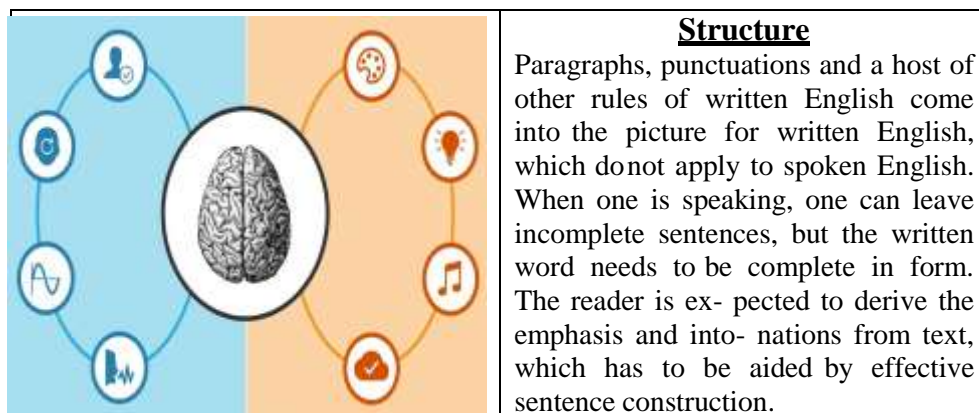 Structure
Paragraphs, punctuations and a host of
other rules of written English come
into the picture for written English,
which donot apply to spoken English.
When one is speaking, one can leave
incomplete sentences, but the written
word needs to be complete in form.
The reader is ex- pected to derive the
emphasis and into- nations from text,
which has to be aided by effective
sentence construction.